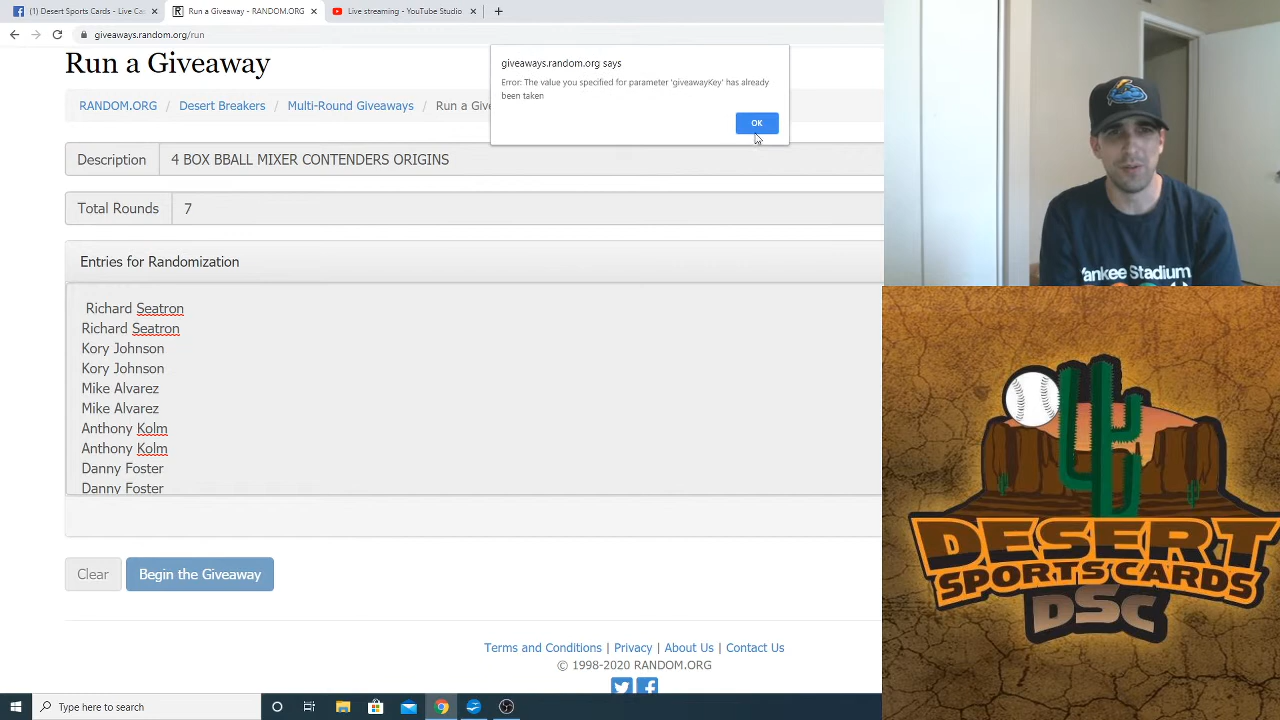 (1) Desert Sports Cards - Live Ca
Run a Giveaway - RANDOM.ORG
Live streaming - YouTube Studio
giveaways.random.org/run
Run a Giveaway
giveaways.random.org says
Error: The value you specified for parameter 'giveawayKey' has already
been taken
OK
RANDOM.ORG / Desert Breakers / Multi-Round Giveaways / Run a Give
Description 4 BOX BBALL MIXER CONTENDERS ORIGINS
Total Rounds 7
Entries for Randomization
Richard Seatron
Richard Seatron
Kory Johnson
Kory Johnson
Mike Alvarez
Mike Alvarez
Anthony Kolm
Anthony Kolm
Danny Foster
Danny Foster
Clear Begin the Giveaway
Terms and Conditions | Privacy | About Us | Contact Us
© 1998-2020 RANDOM.ORG
Type here to search
Yankee Stadium
DESERT
SPORTS CARDS
DSC